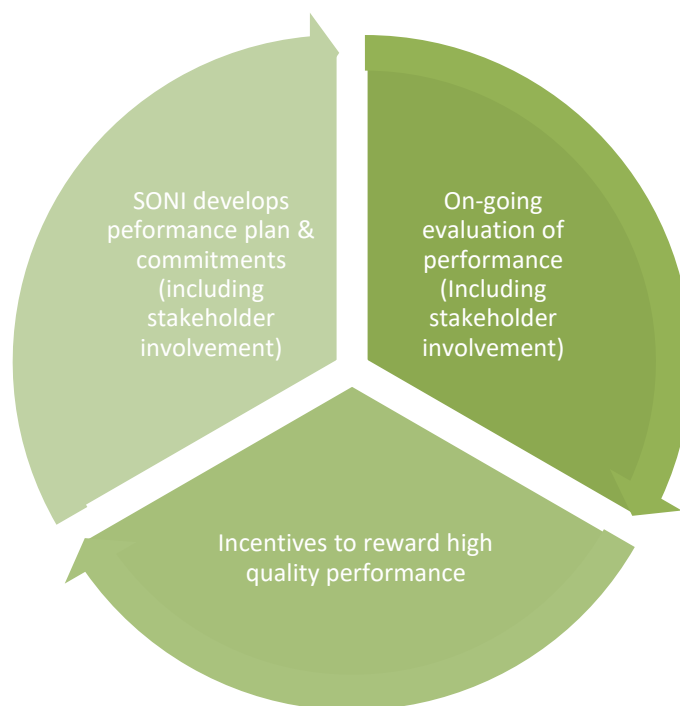 SONI develops
peformance plan &
commitments
(including
stakeholder
involvement)
On-going
evaluation of
performance
(Including
stakeholder
involvement)
Incentives to reward high
quality performance